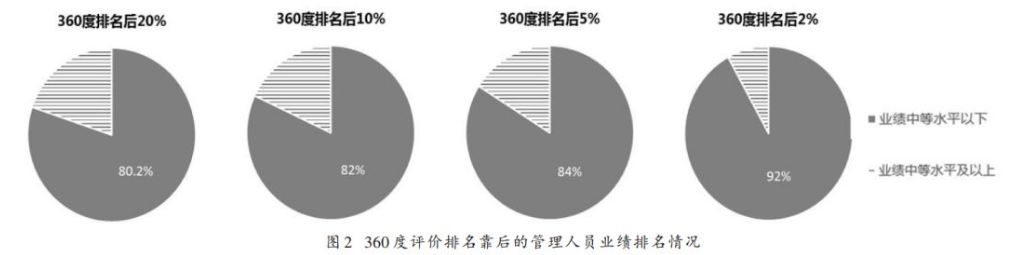 360度排名后20%
360度排名后10%
360度排名后5%
360度排名后2%
80.2%
82%
84%
92%
业绩中等水平以下
业绩中等水平及以上
图2 360度评价排名靠后的管理人员业绩排名情况